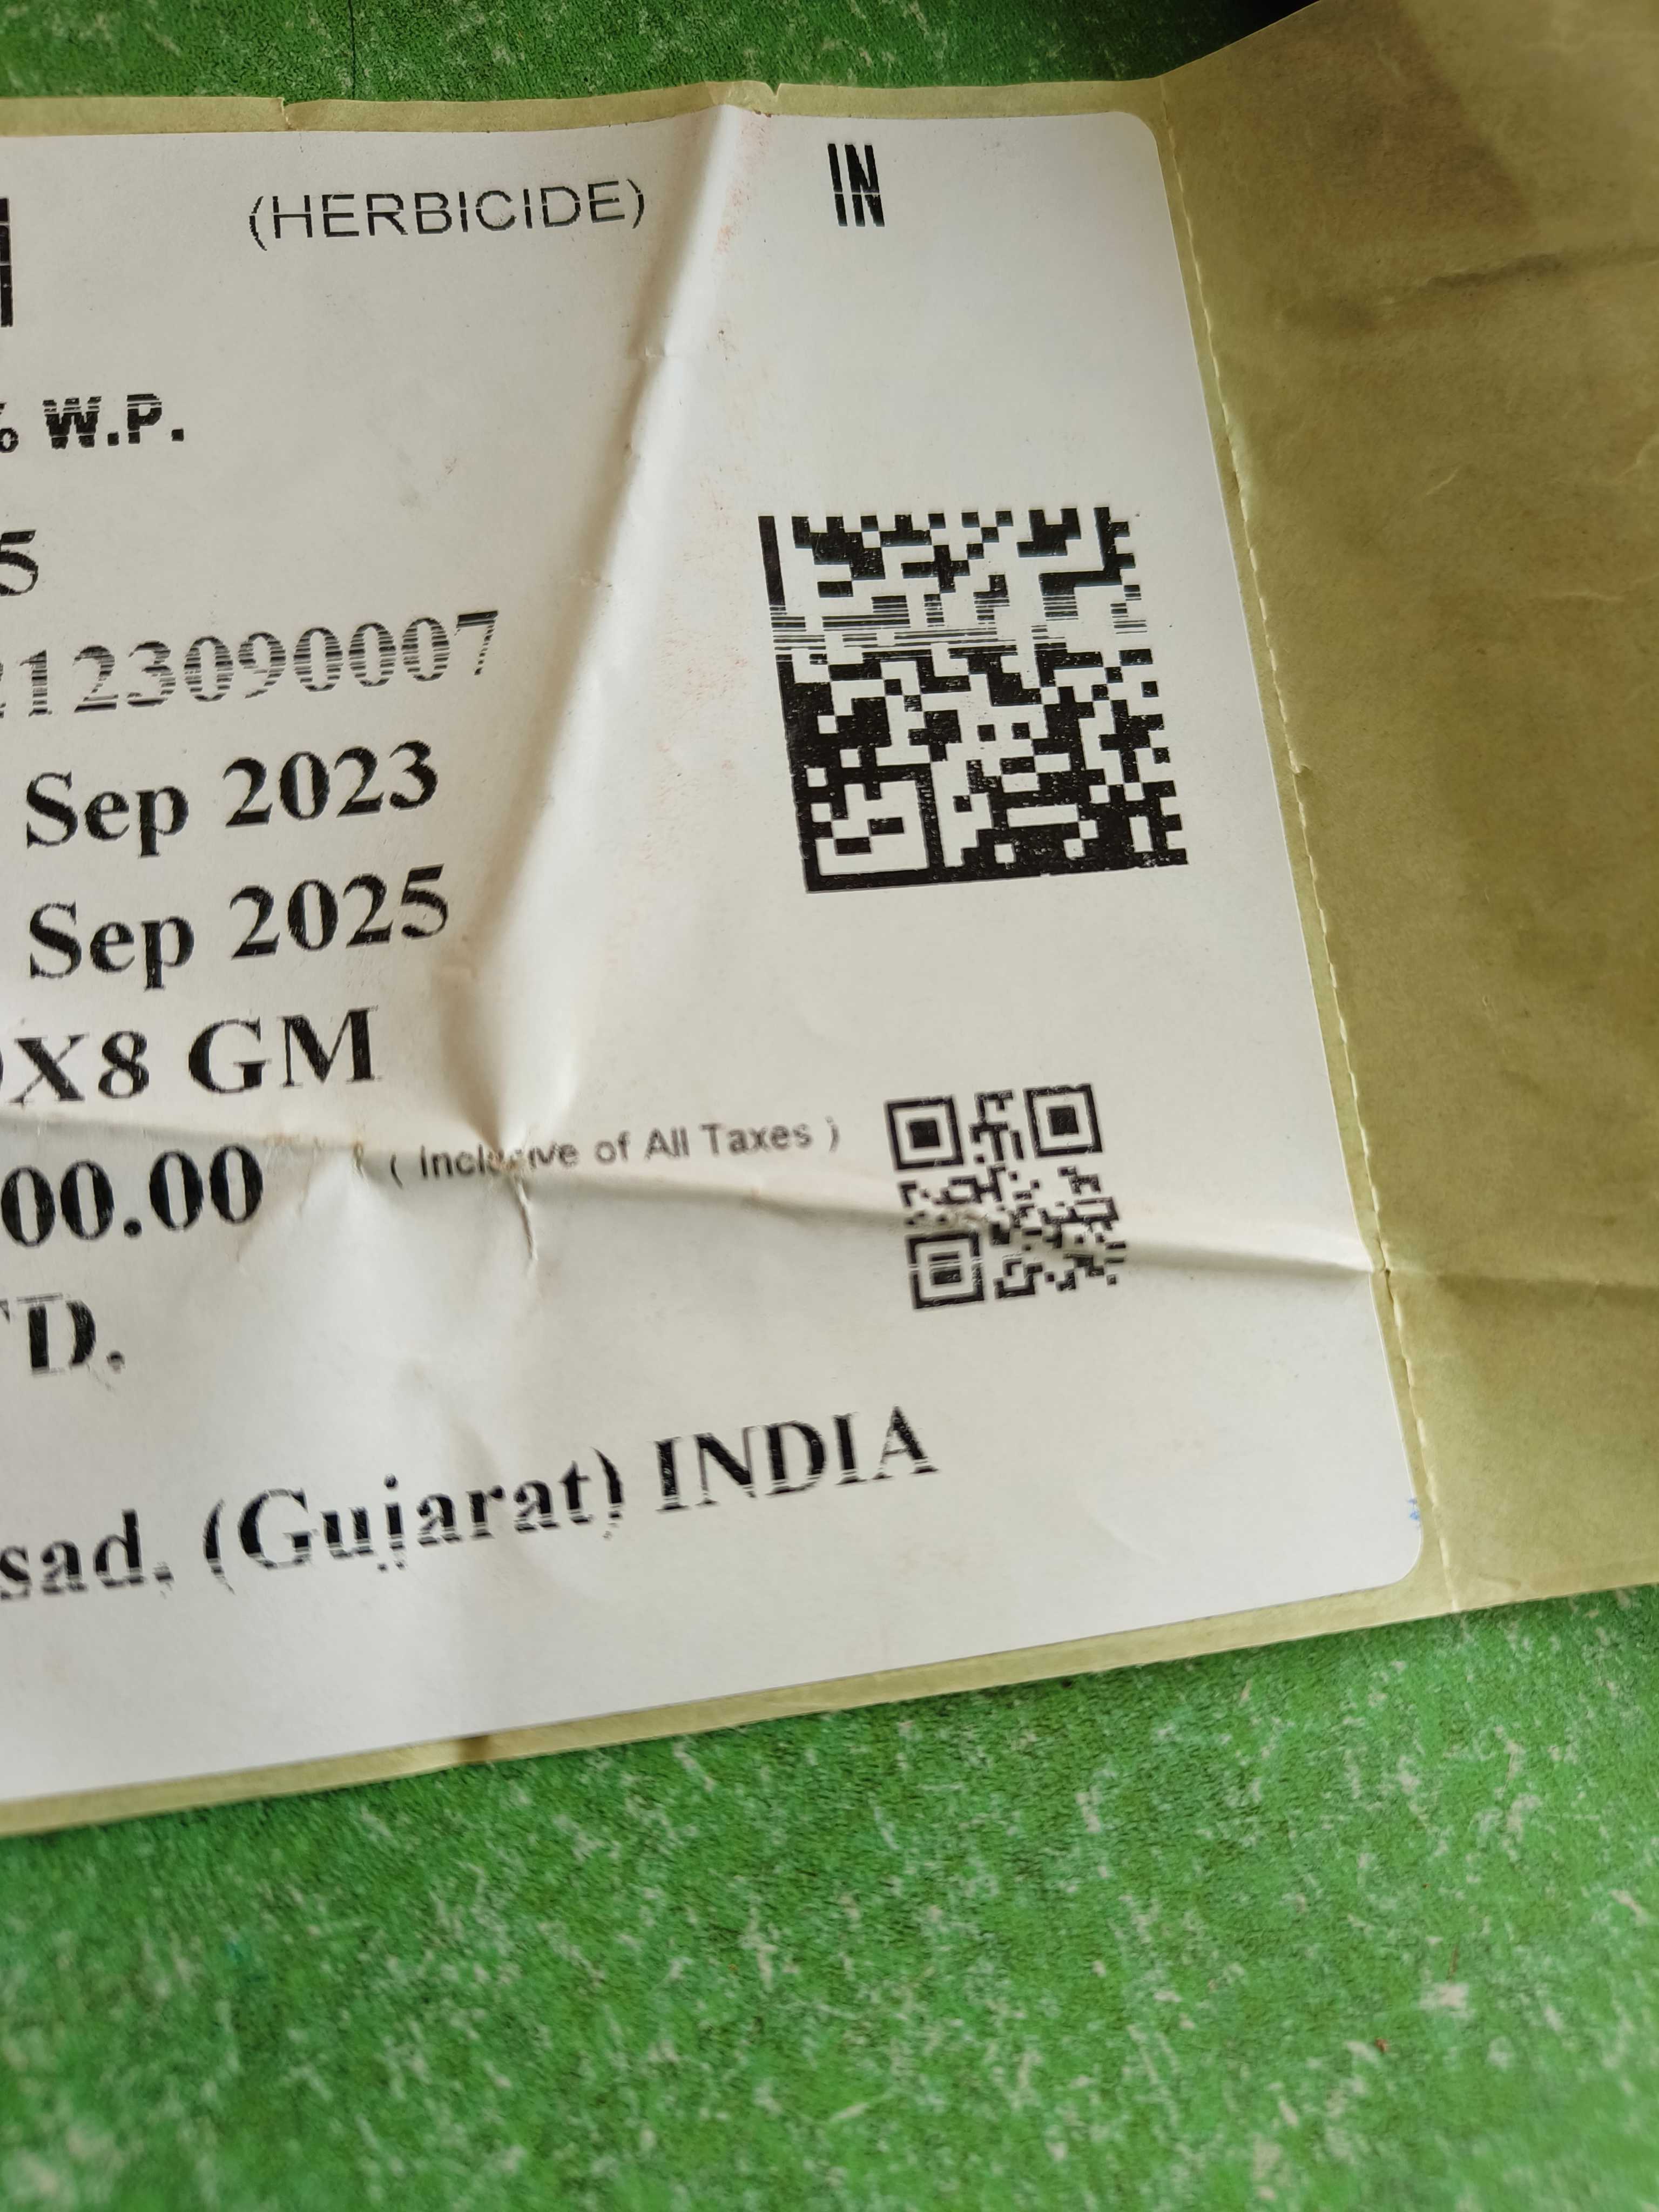 (HERBICIDE) IN
% W.P.
5
1123090007
Sep 2023
Sep 2025
X8 GM
00.00 ( Inclusive of All Taxes )
TD.
sad. (Gujarat) INDIA